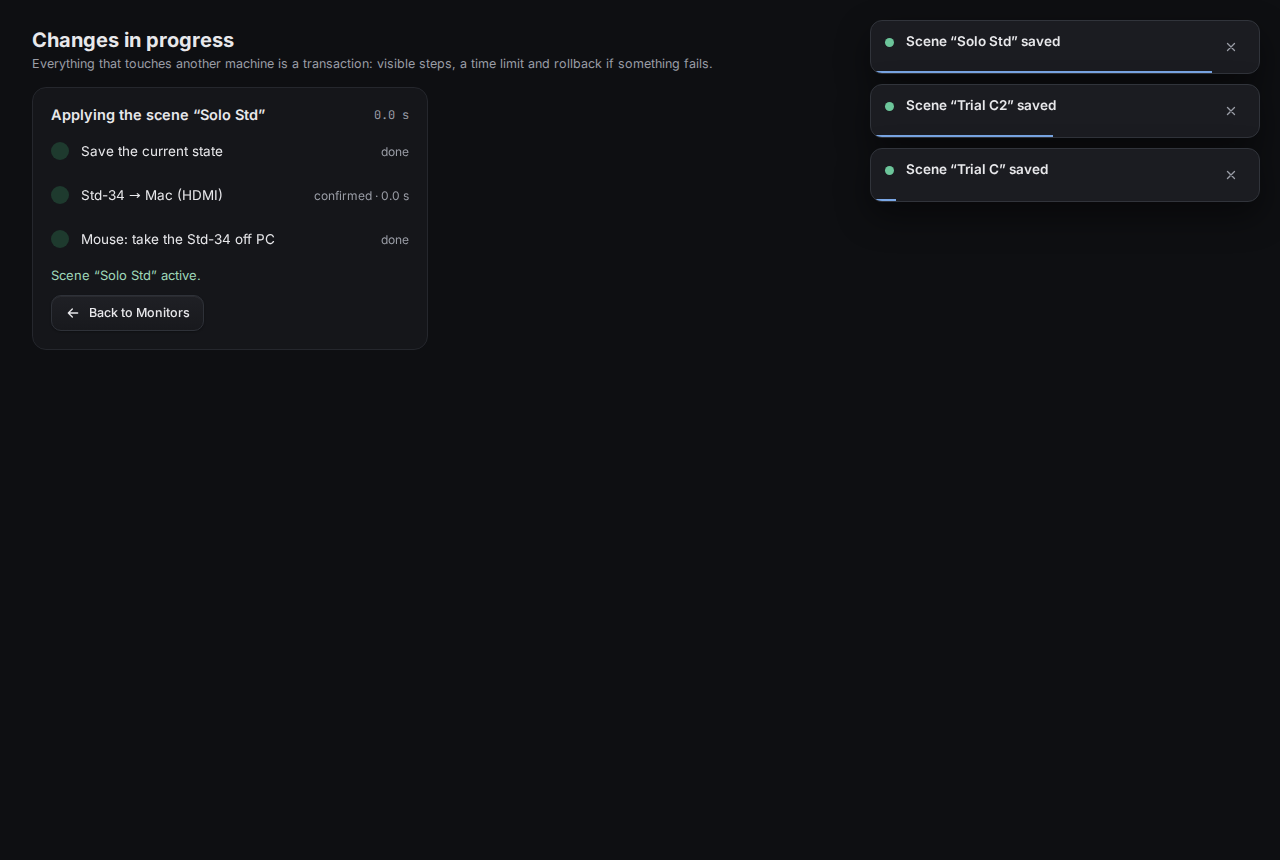 Changes in progress
Everything that touches another machine is a transaction: visible steps, a time limit and rollback if something fails.
Applying the scene “Solo Std” 0.0 s
Save the current state done
Std-34 → Mac (HDMI) confirmed · 0.0 s
Mouse: take the Std-34 off PC done
Scene “Solo Std” active.
← Back to Monitors
Scene “Solo Std” saved
Scene “Trial C2” saved
Scene “Trial C” saved